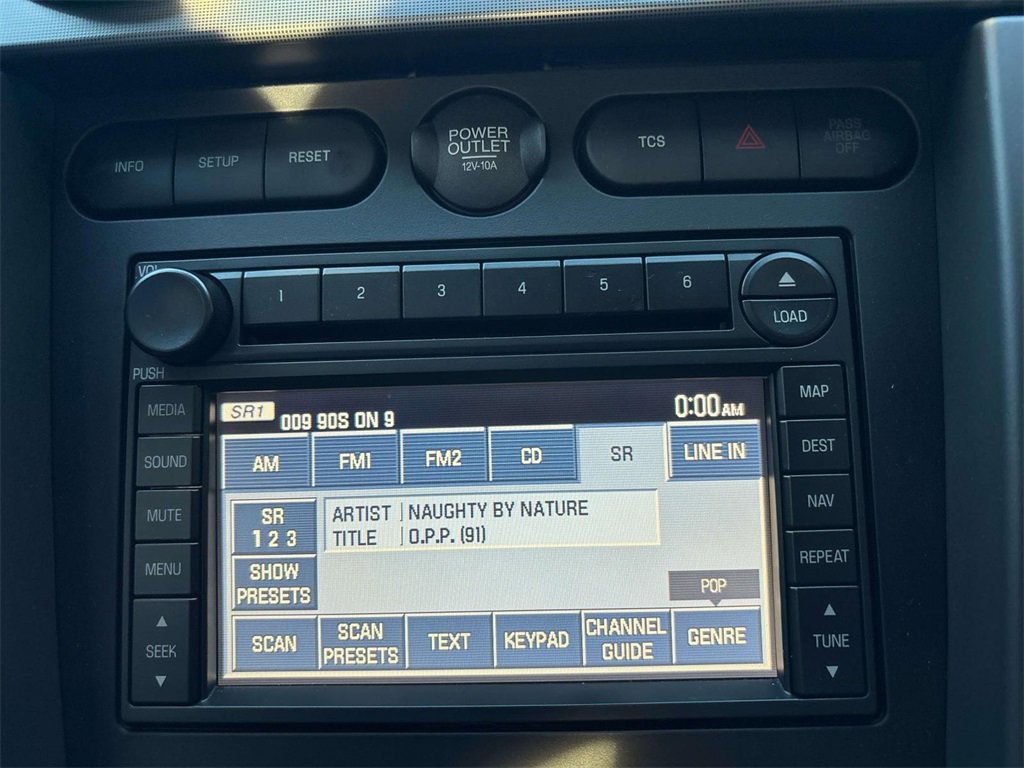 INFO
SETUP
RESET
POWER
OUTLET
12V-10A
TCS
PASS
AIRBAG
OFF
VOL
1
2
3
4
5
6
LOAD
PUSH
MEDIA
SOUND
MUTE
MENU
SEEK
SR1
009 90S ON 9
0:00AM
AM
FM1
FM2
CD
SR
LINE IN
SR
1 2 3
ARTIST NAUGHTY BY NATURE
TITLE O.P.P. (91)
SHOW
PRESETS
POP
SCAN
SCAN
PRESETS
TEXT
KEYPAD
CHANNEL
GUIDE
GENRE
MAP
DEST
NAV
REPEAT
TUNE